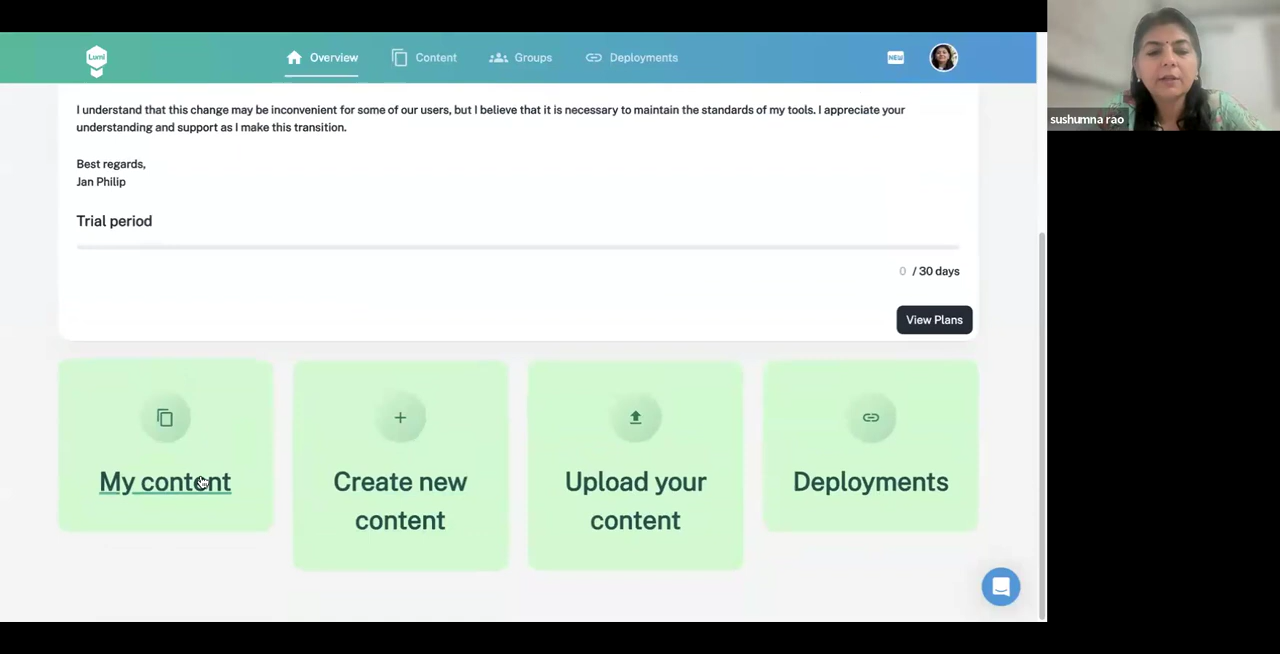 Lumi
Overview
Content
Groups
Deployments
NEW
sushumna rao
I understand that this change may be inconvenient for some of our users, but I believe that it is necessary to maintain the standards of my tools. I appreciate your
understanding and support as I make this transition.
Best regards,
Jan Philip
Trial period
0 / 30 days
View Plans
My content
Create new
content
Upload your
content
Deployments